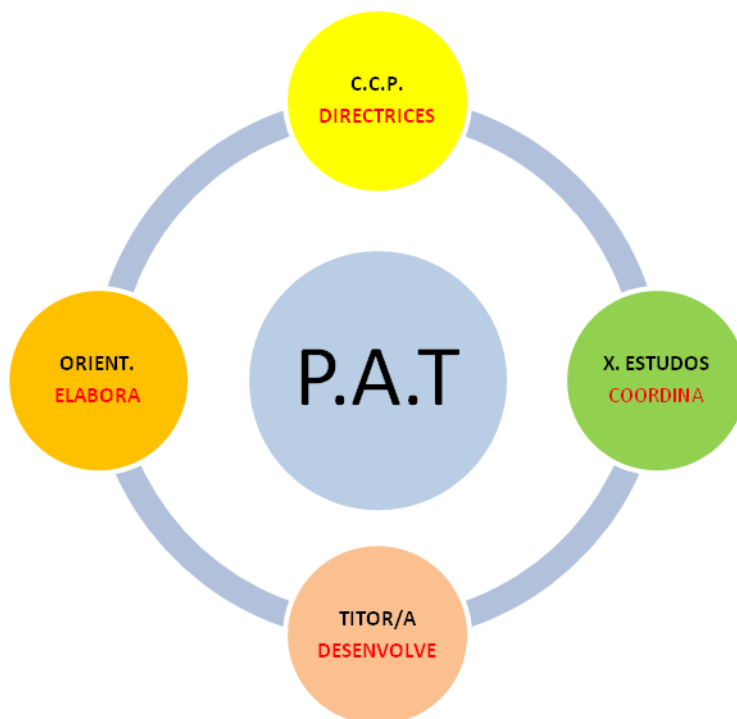 C.C.P.
DIRECTRICES
ORIENT.
ELABORA
P.A.T
X. ESTUDOS
COORDINA
TITOR/A
DESENVOLVE